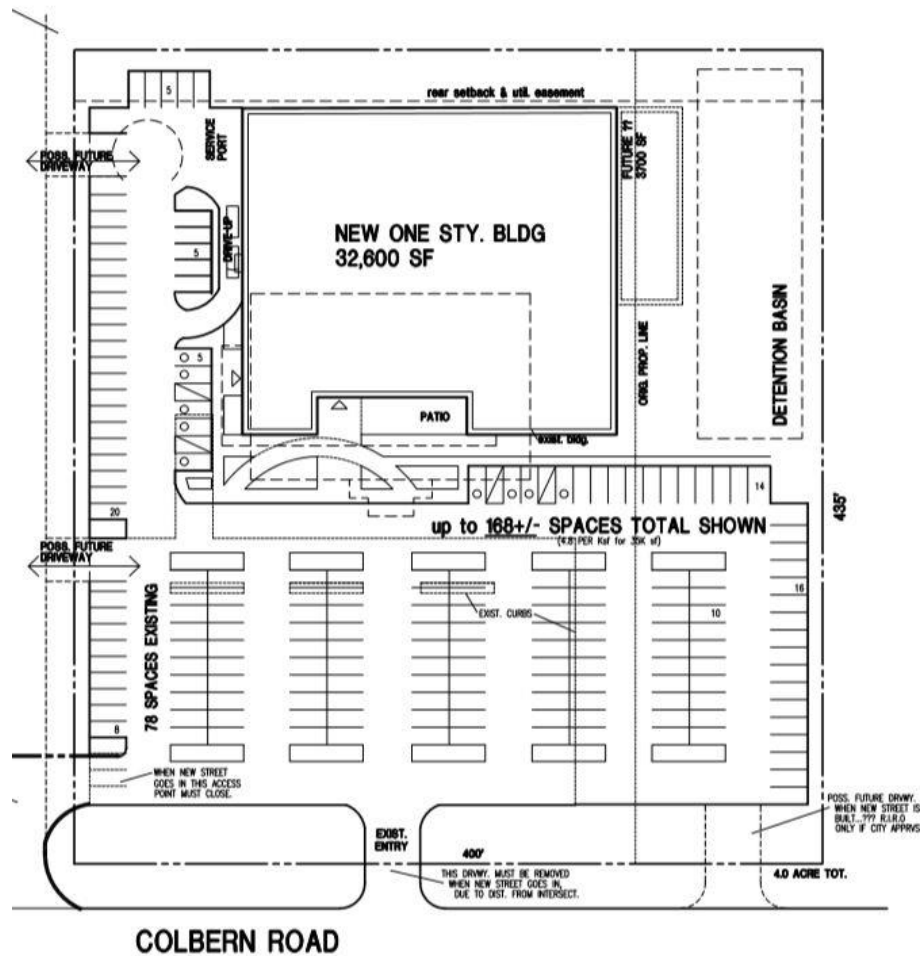 5
rear setback & util. easement
SERVICE
PORT
POSS. FUTURE
DRIVEWAY
FUTURE ??
3700 SF
NEW ONE STY. BLDG
32,600 SF
DRIVE-UP
5
DETENTION BASIN
ORIG. PROP. LINE
5
PATIO
exist. bldg.
14
20
up to 168+/- SPACES TOTAL SHOWN
(4.8 PER Ksf for 35K sf)
435'
POSS. FUTURE
DRIVEWAY
16
78 SPACES EXISTING
EXIST. CURBS
10
8
WHEN NEW STREET
GOES IN THIS ACCESS
POINT MUST CLOSE.
POSS. FUTURE DRVWY.
WHEN NEW STREET IS
BUILT...??? R.I.R.O
ONLY IF CITY APPRVS
EXIST.
ENTRY
400'
THIS DRVWY. MUST BE REMOVED
WHEN NEW STREET GOES IN,
DUE TO DIST. FROM INTERSECT.
4.0 ACRE TOT.
COLBERN ROAD